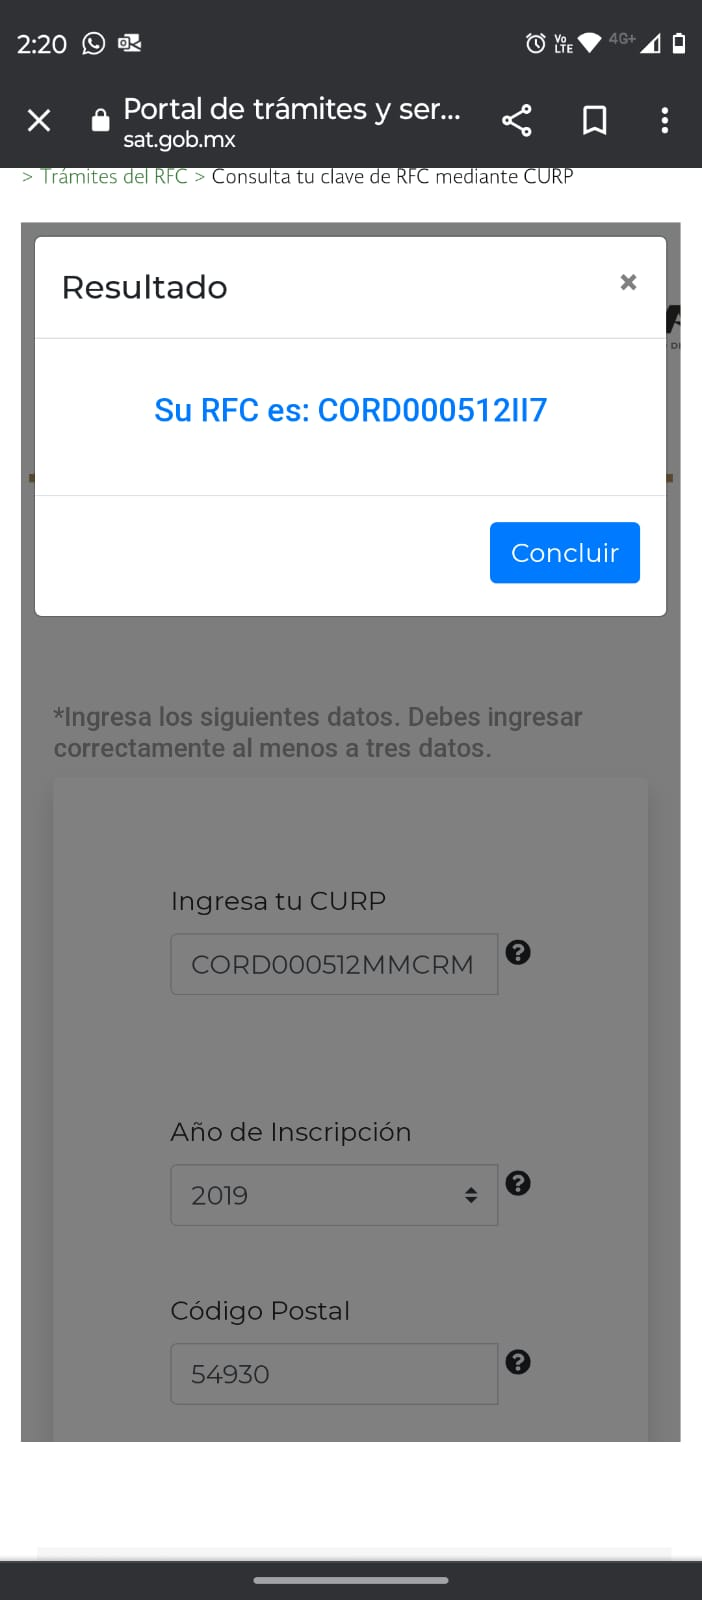 2:20
Vo
LTE
4G+
Portal de trámites y ser...
sat.gob.mx
> Trámites del RFC > Consulta tu clave de RFC mediante CURP
Resultado
×
Su RFC es: CORD000512II7
Concluir
*Ingresa los siguientes datos. Debes ingresar
correctamente al menos a tres datos.
Ingresa tu CURP
CORD000512MMCRM
?
Año de Inscripción
2019
?
Código Postal
54930
?